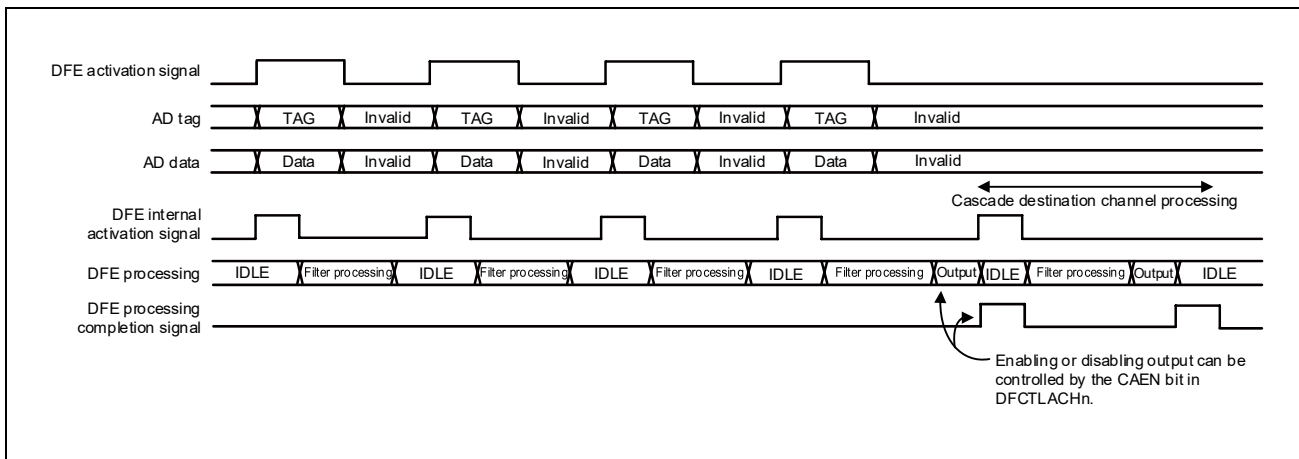 DFE activation signal
AD tag TAG Invalid TAG Invalid TAG Invalid TAG Invalid
AD data Data Invalid Data Invalid Data Invalid Data Invalid
Cascade destination channel processing
DFE internal
activation signal
DFE processing IDLE Filter processing IDLE Filter processing IDLE Filter processing IDLE Filter processing Output IDLE Filter processing Output IDLE
DFE processing
completion signal
Enabling or disabling output can be
controlled by the CAEN bit in
DFCTLACHn.